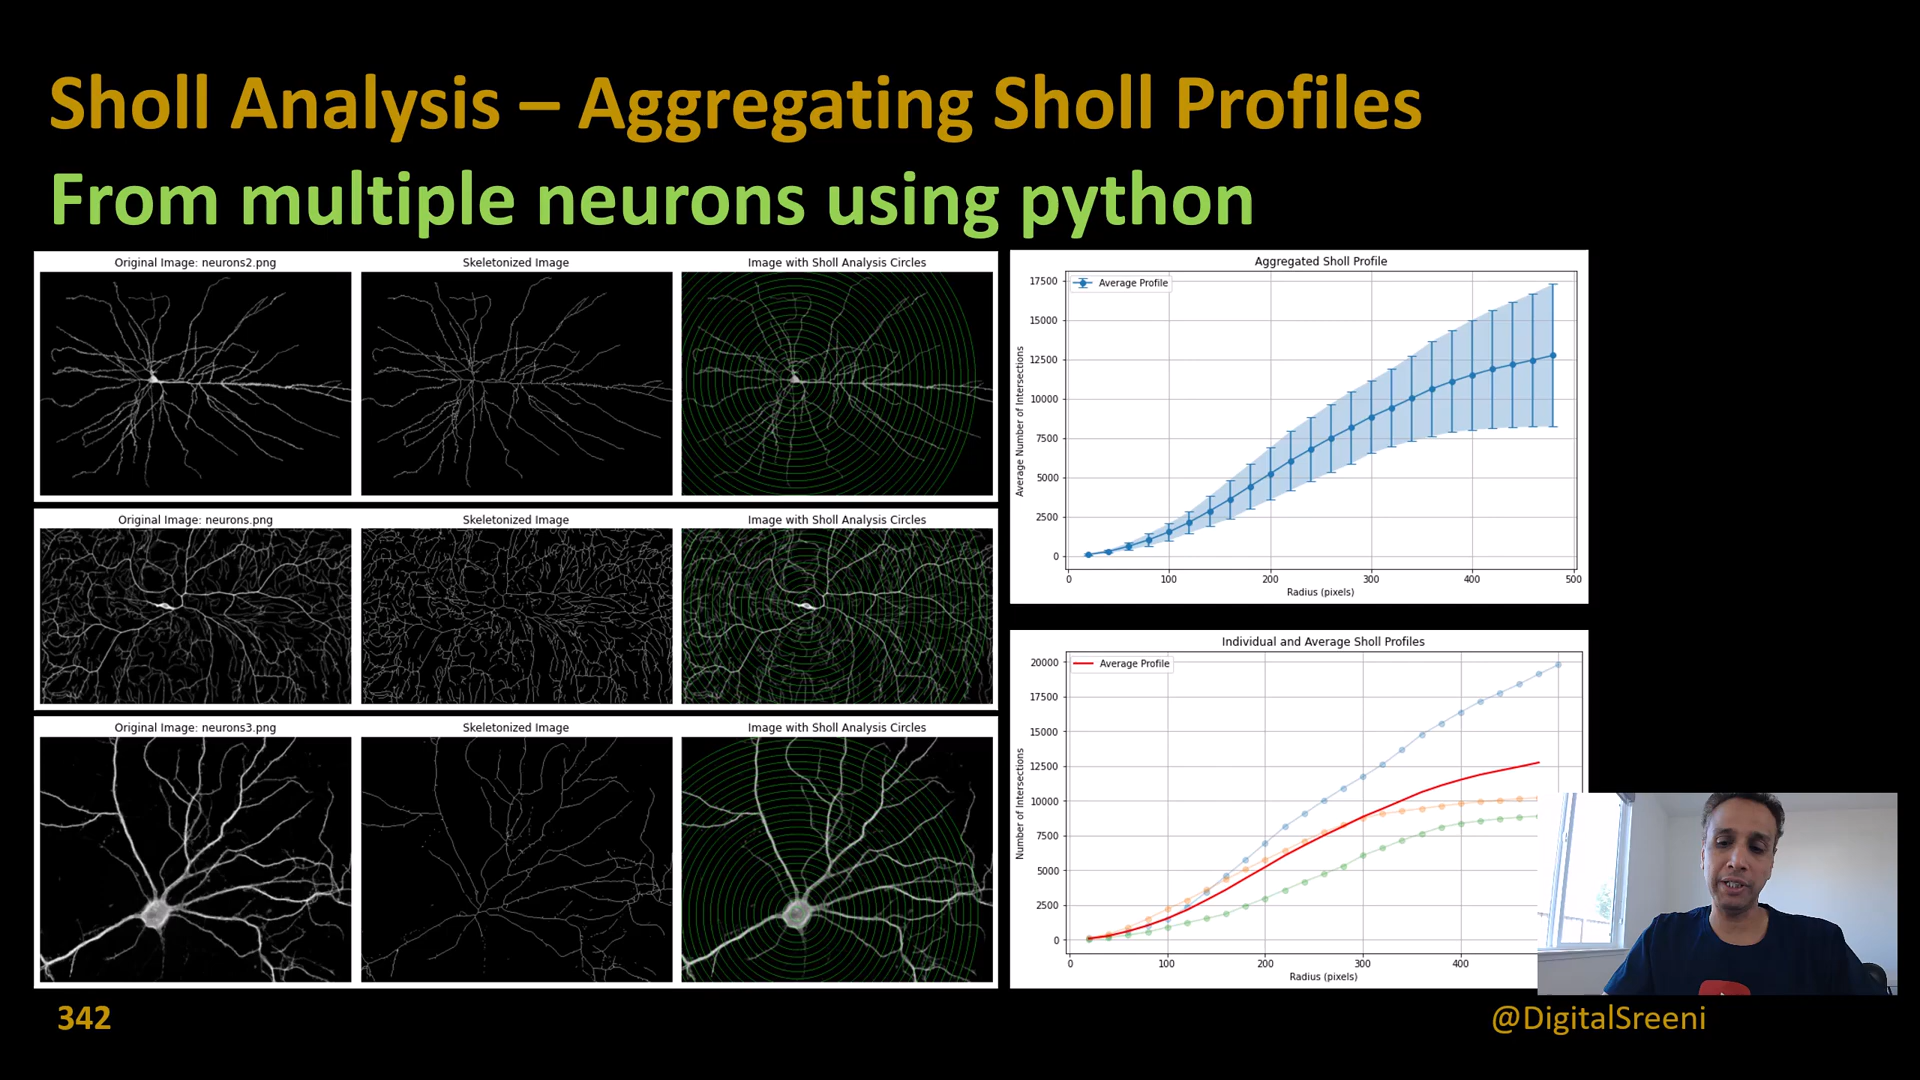 Sholl Analysis – Aggregating Sholl Profiles
From multiple neurons using python
Original Image: neurons2.png
Skeletonized Image
Image with Sholl Analysis Circles
Original Image: neurons.png
Skeletonized Image
Image with Sholl Analysis Circles
Original Image: neurons3.png
Skeletonized Image
Image with Sholl Analysis Circles
Aggregated Sholl Profile
Average Profile
17500
15000
12500
10000
7500
5000
2500
0
Average Number of Intersections
0 100 200 300 400 500
Radius (pixels)
Individual and Average Sholl Profiles
Average Profile
20000
17500
15000
12500
10000
7500
5000
2500
0
Number of Intersections
0 100 200 300 400
Radius (pixels)
342
@DigitalSreeni